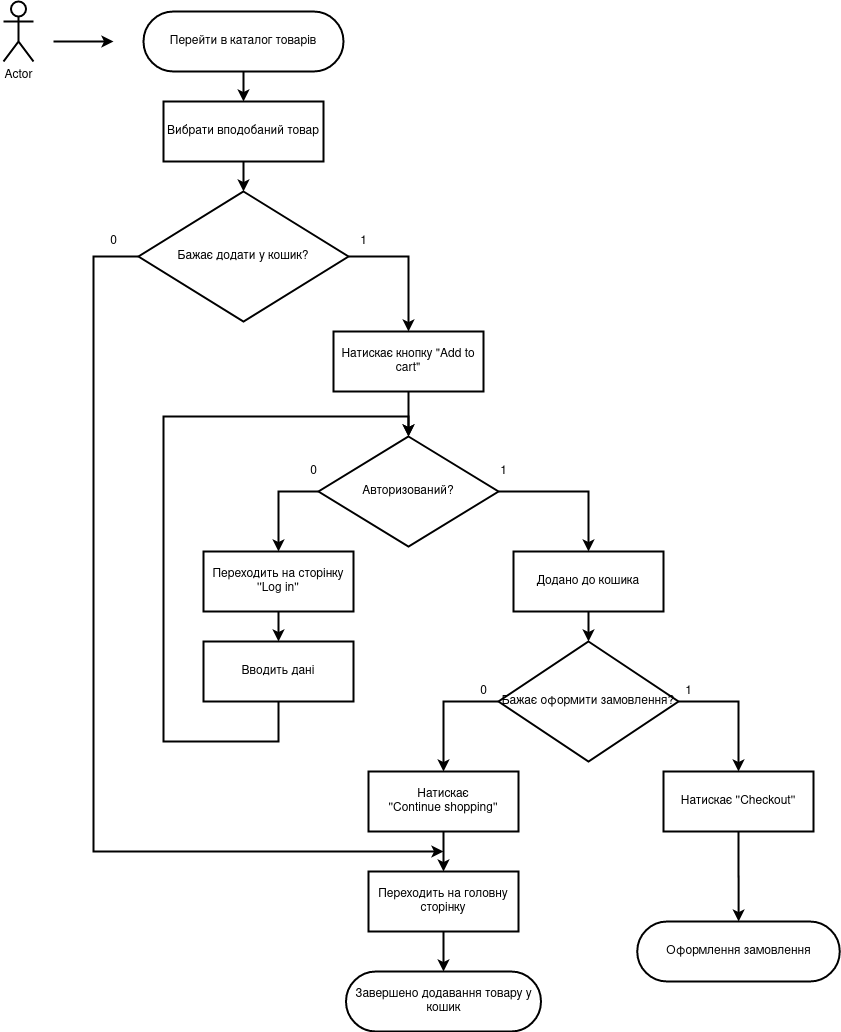 Перейти в каталог товарів
Actor
Вибрати вподобаний товар
0
1
Бажає додати у кошик?
Натискає кнопку "Add to
cart"
0
1
Авторизований?
Переходить на сторінку
"Log in"
Додано до кошика
Вводить дані
0
1
Бажає оформити замовлення?
Натискає
"Continue shopping"
Натискає "Checkout"
Переходить на головну
сторінку
Оформлення замовлення
Завершено додавання товару у
кошик